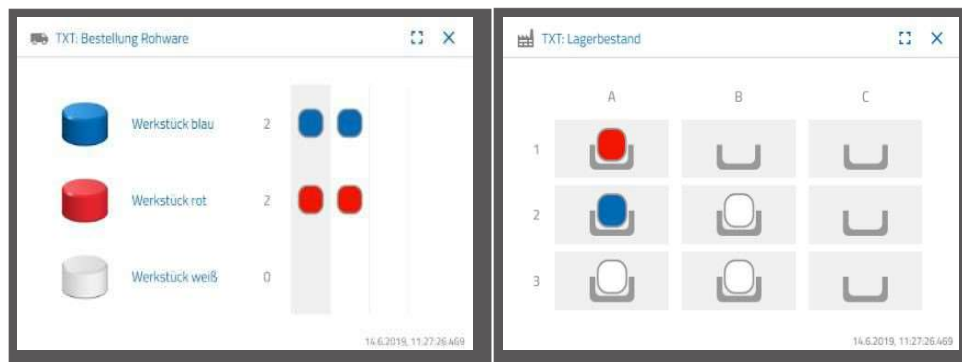 TXT: Bestellung Rohware
Werkstück blau 2
Werkstück rot 2
Werkstück weiß 0
14.6.2019, 11:27:26.469
TXT: Lagerbestand
A B C
1
2
3
14.6.2019, 11:27:26.469